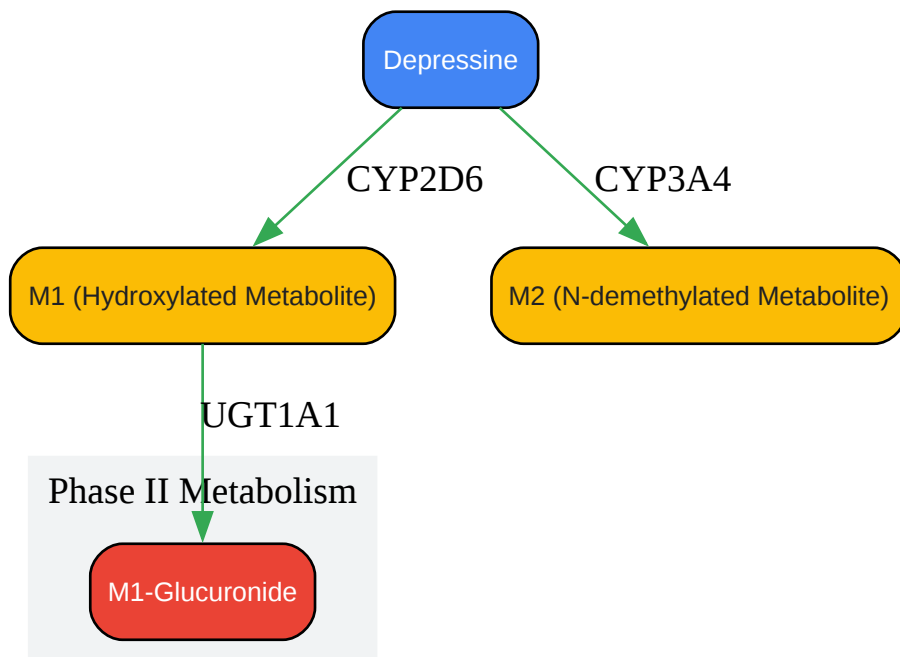 Depressine
CYP2D6
CYP3A4
M1 (Hydroxylated Metabolite)
M2 (N-demethylated Metabolite)
UGT1A1
Phase II Metabolism
M1-Glucuronide